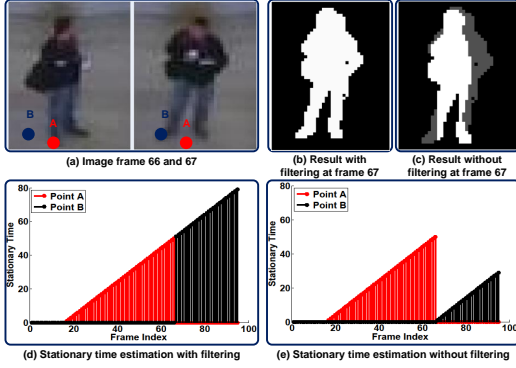 B
A
B
A
(a) Image frame 66 and 67
(b) Result with
filtering at frame 67
(c) Result without
filtering at frame 67
80
60
40
20
0
Stationary Time
Point A
Point B
0
20
40
60
80
100
Frame Index
(d) Stationary time estimation with filtering
80
60
40
20
0
Stationary Time
Point A
Point B
0
20
40
60
80
100
Frame Index
(e) Stationary time estimation without filtering